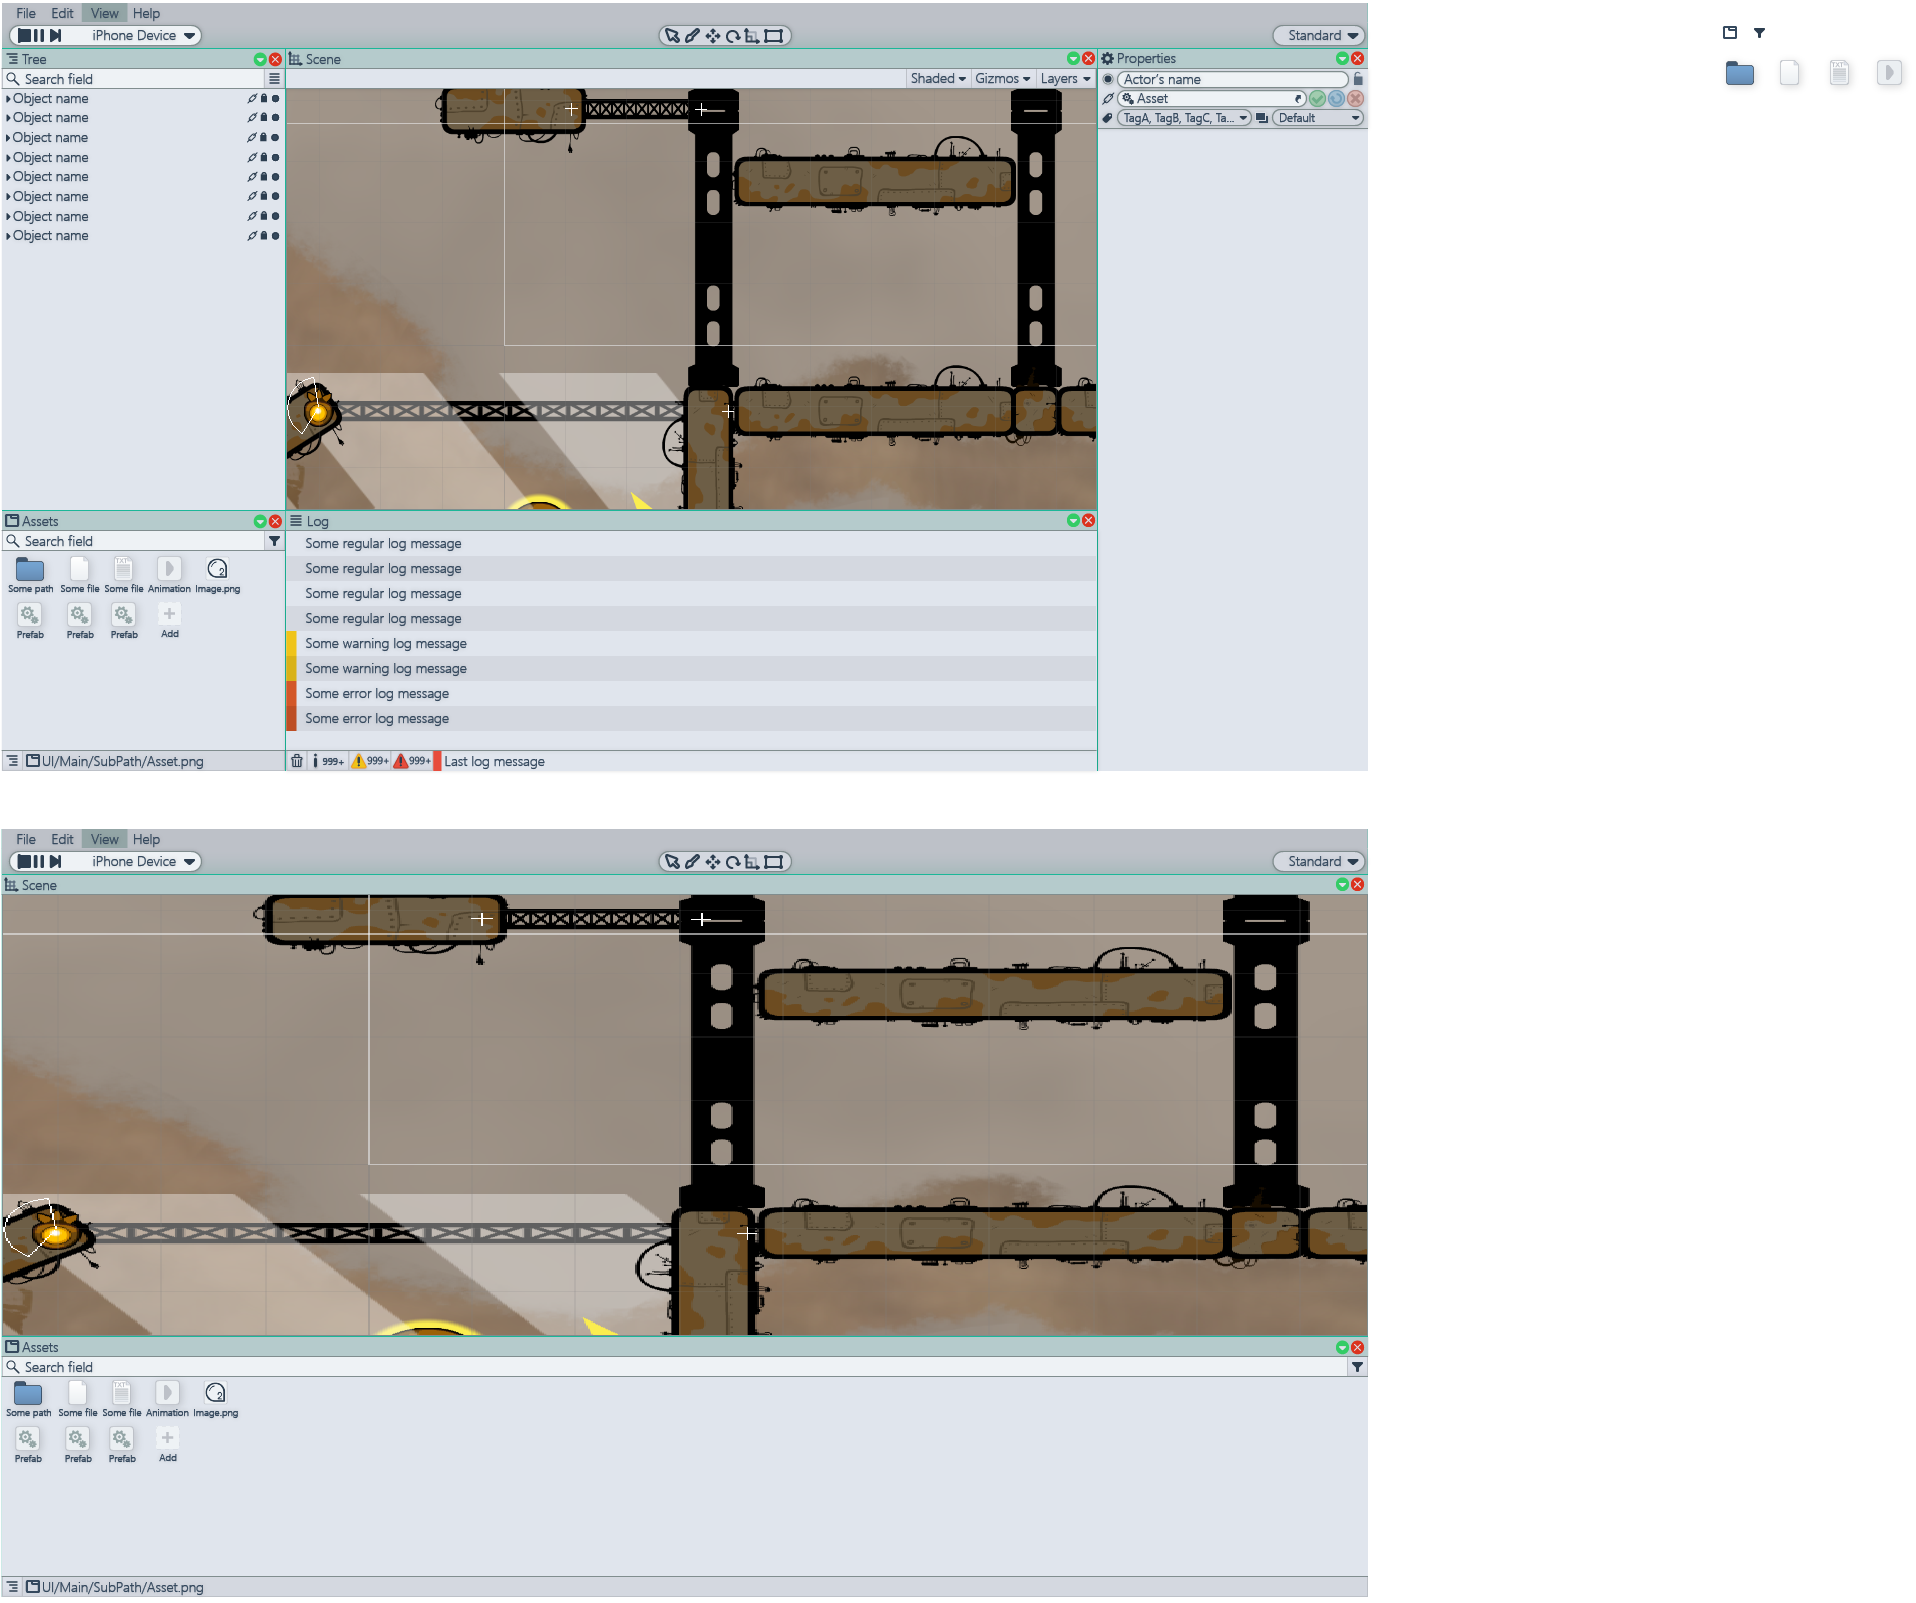 File Edit View Help
iPhone Device Standard
Tree
Search field
Object name
Object name
Object name
Object name
Object name
Object name
Object name
Object name
Scene
Shaded Gizmos Layers
Properties
Actor's name
Asset
TagA, TagB, TagC, Ta... Default
Assets
Search field
TXT
Some path Some file Some file Animation Image.png
Prefab Prefab Prefab Add
UI/Main/SubPath/Asset.png
Log
Some regular log message
Some regular log message
Some regular log message
Some regular log message
Some warning log message
Some warning log message
Some error log message
Some error log message
999+ 999+ 999+ Last log message
TXT
File Edit View Help
iPhone Device Standard
Scene
Assets
Search field
TXT
Some path Some file Some file Animation Image.png
Prefab Prefab Prefab Add
UI/Main/SubPath/Asset.png